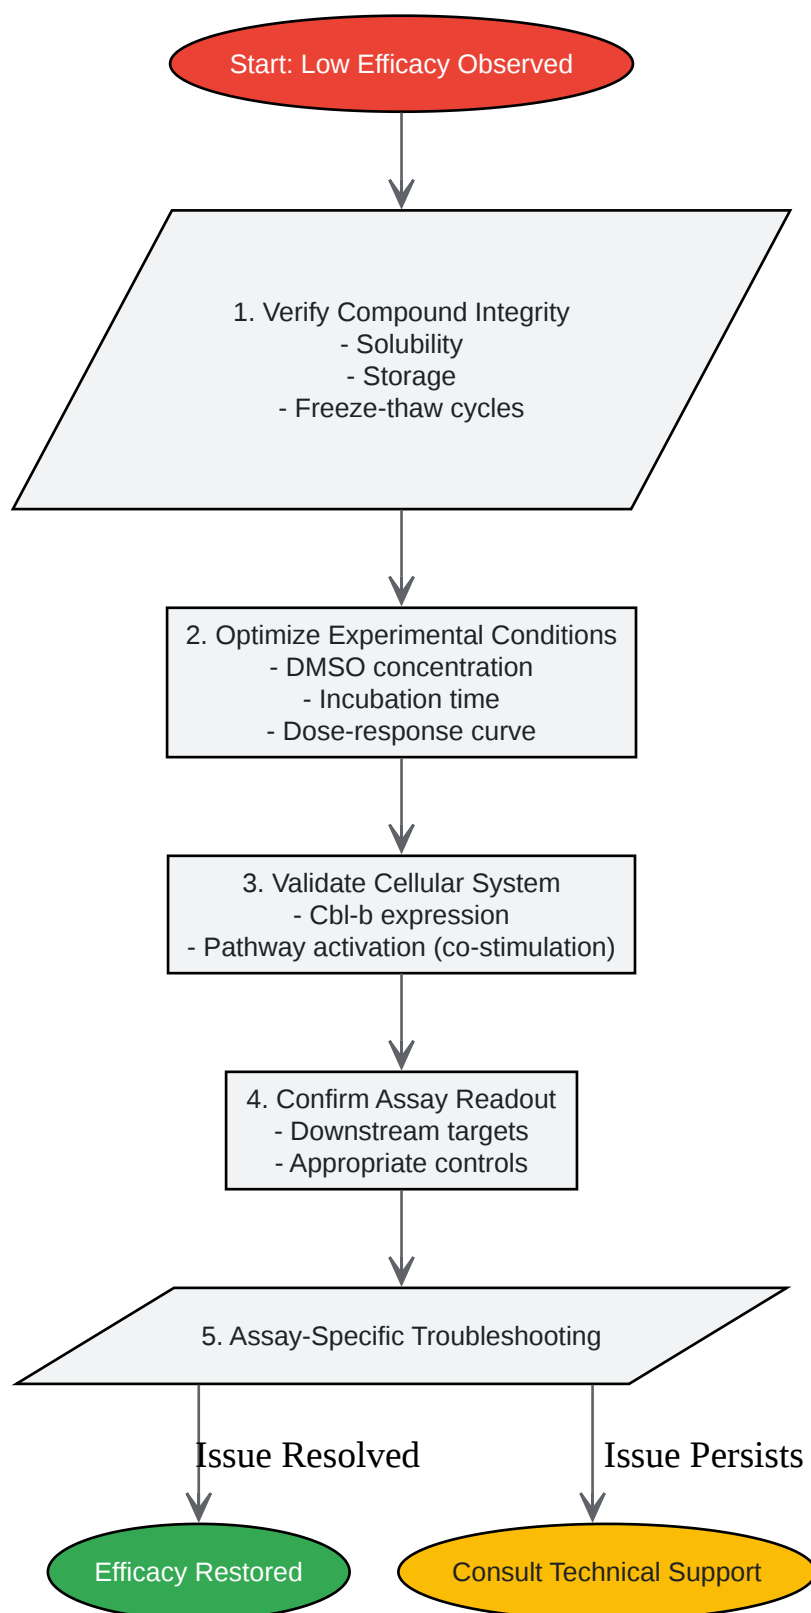 Start: Low Efficacy Observed
1. Verify Compound Integrity
- Solubility
- Storage
- Freeze-thaw cycles
2. Optimize Experimental Conditions
- DMSO concentration
- Incubation time
- Dose-response curve
3. Validate Cellular System
- Cbl-b expression
- Pathway activation (co-stimulation)
4. Confirm Assay Readout
- Downstream targets
- Appropriate controls
5. Assay-Specific Troubleshooting
Issue Resolved
Issue Persists
Efficacy Restored
Consult Technical Support